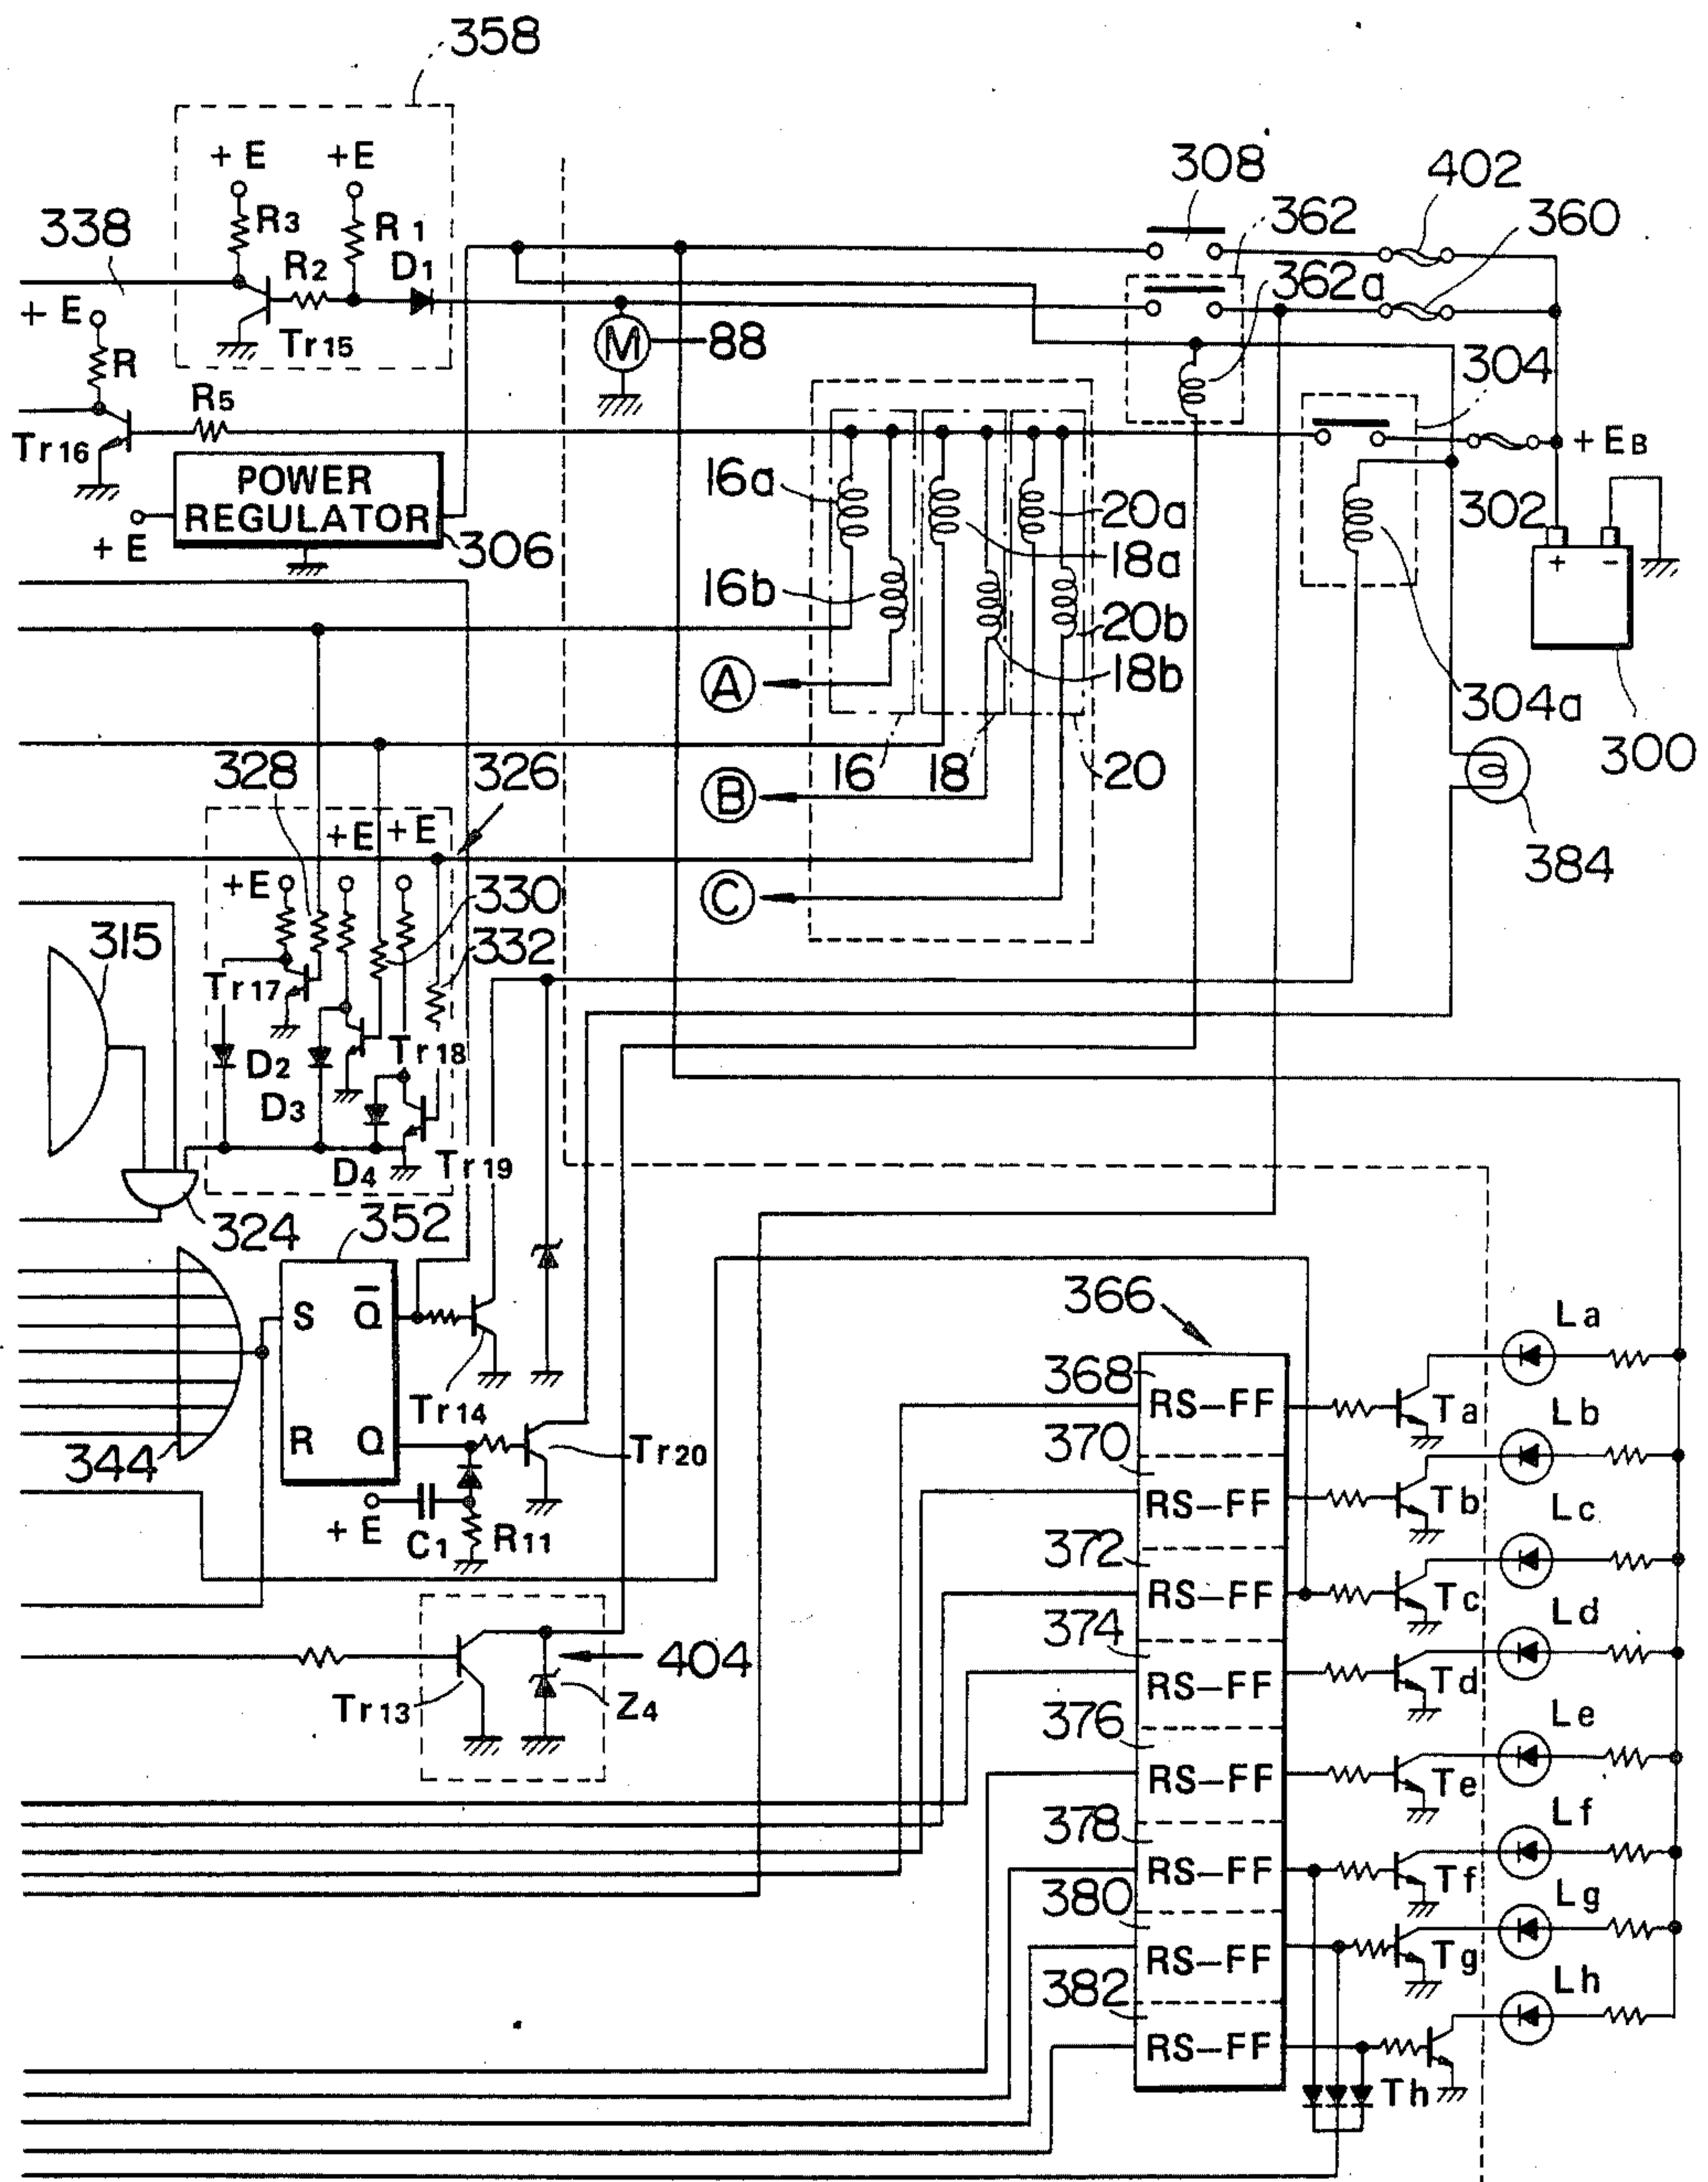 358
+E +E
308
402
362
360
338
R3
R1
R2
D1
362a
+E
Tr15
M
88
304
R
R5
Tr16
+EB
POWER
REGULATOR
+E
306
16a
20a
302
18a
16b
20b
+ -
18b
A
304a
300
328
326
16
18
20
B
+E +E
384
+E
330
C
315
332
Tr17
Tr18
D2
D3
Tr19
D4
324
352
366
S Q
La
368
RS-FF
Ta
Lb
Tr14
R Q
Tr20
370
344
RS-FF
Tb
Lc
+E
C1
R11
372
RS-FF
Tc
Ld
374
404
RS-FF
Td
Tr13
Z4
Le
376
RS-FF
Te
Lf
378
RS-FF
Tf
Lg
380
RS-FF
Tg
Lh
382
RS-FF
Th